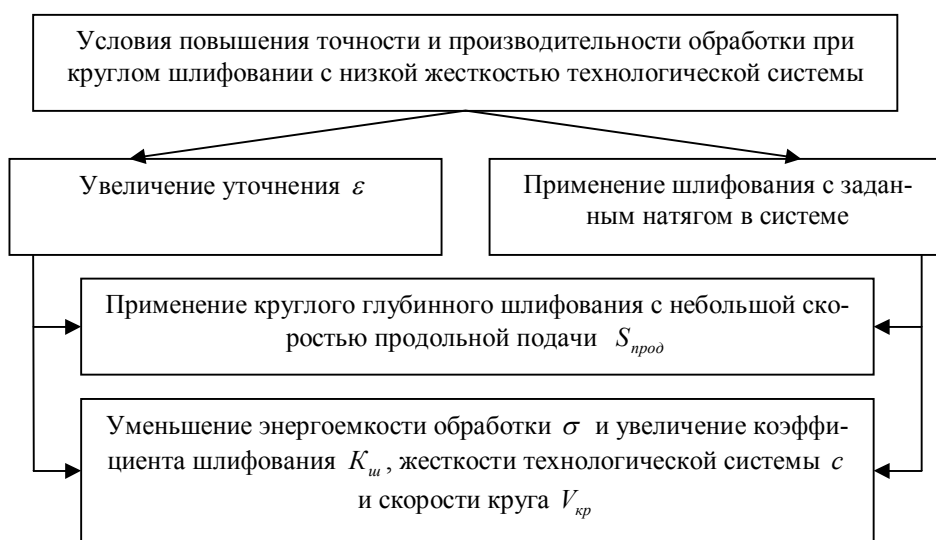 Условия повышения точности и производительности обработки при
круглом шлифовании с низкой жесткостью технологической системы
Увеличение уточнения ε
Применение шлифования с задан-
ным натягом в системе
Применение круглого глубинного шлифования с небольшой ско-
ростью продольной подачи S_прод
Уменьшение энергоемкости обработки σ и увеличение коэффи-
циента шлифования K_ш, жесткости технологической системы c
и скорости круга V_кр